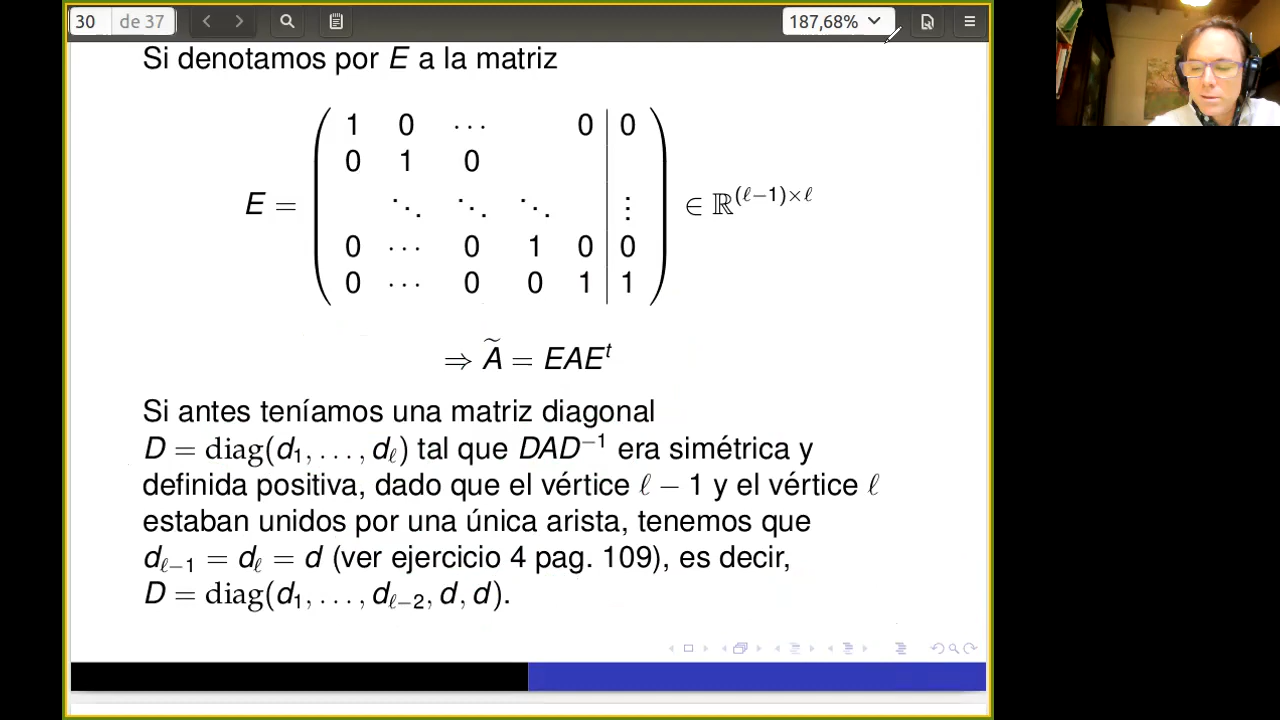 30 de 37 187,68%
Si denotamos por E a la matriz
1 0 ⋯ 0 0
0 1 0
E = ⋱ ⋱ ⋱ ⋮ ∈ ℝ^(ℓ−1)×ℓ
0 ⋯ 0 1 0 0
0 ⋯ 0 0 1 1
⇒ Ã = EAE^t
Si antes teníamos una matriz diagonal
D = diag(d₁, . . . , d_ℓ) tal que DAD⁻¹ era simétrica y
definida positiva, dado que el vértice ℓ − 1 y el vértice ℓ
estaban unidos por una única arista, tenemos que
d_ℓ−1 = d_ℓ = d (ver ejercicio 4 pag. 109), es decir,
D = diag(d₁, . . . , d_ℓ−2, d, d).